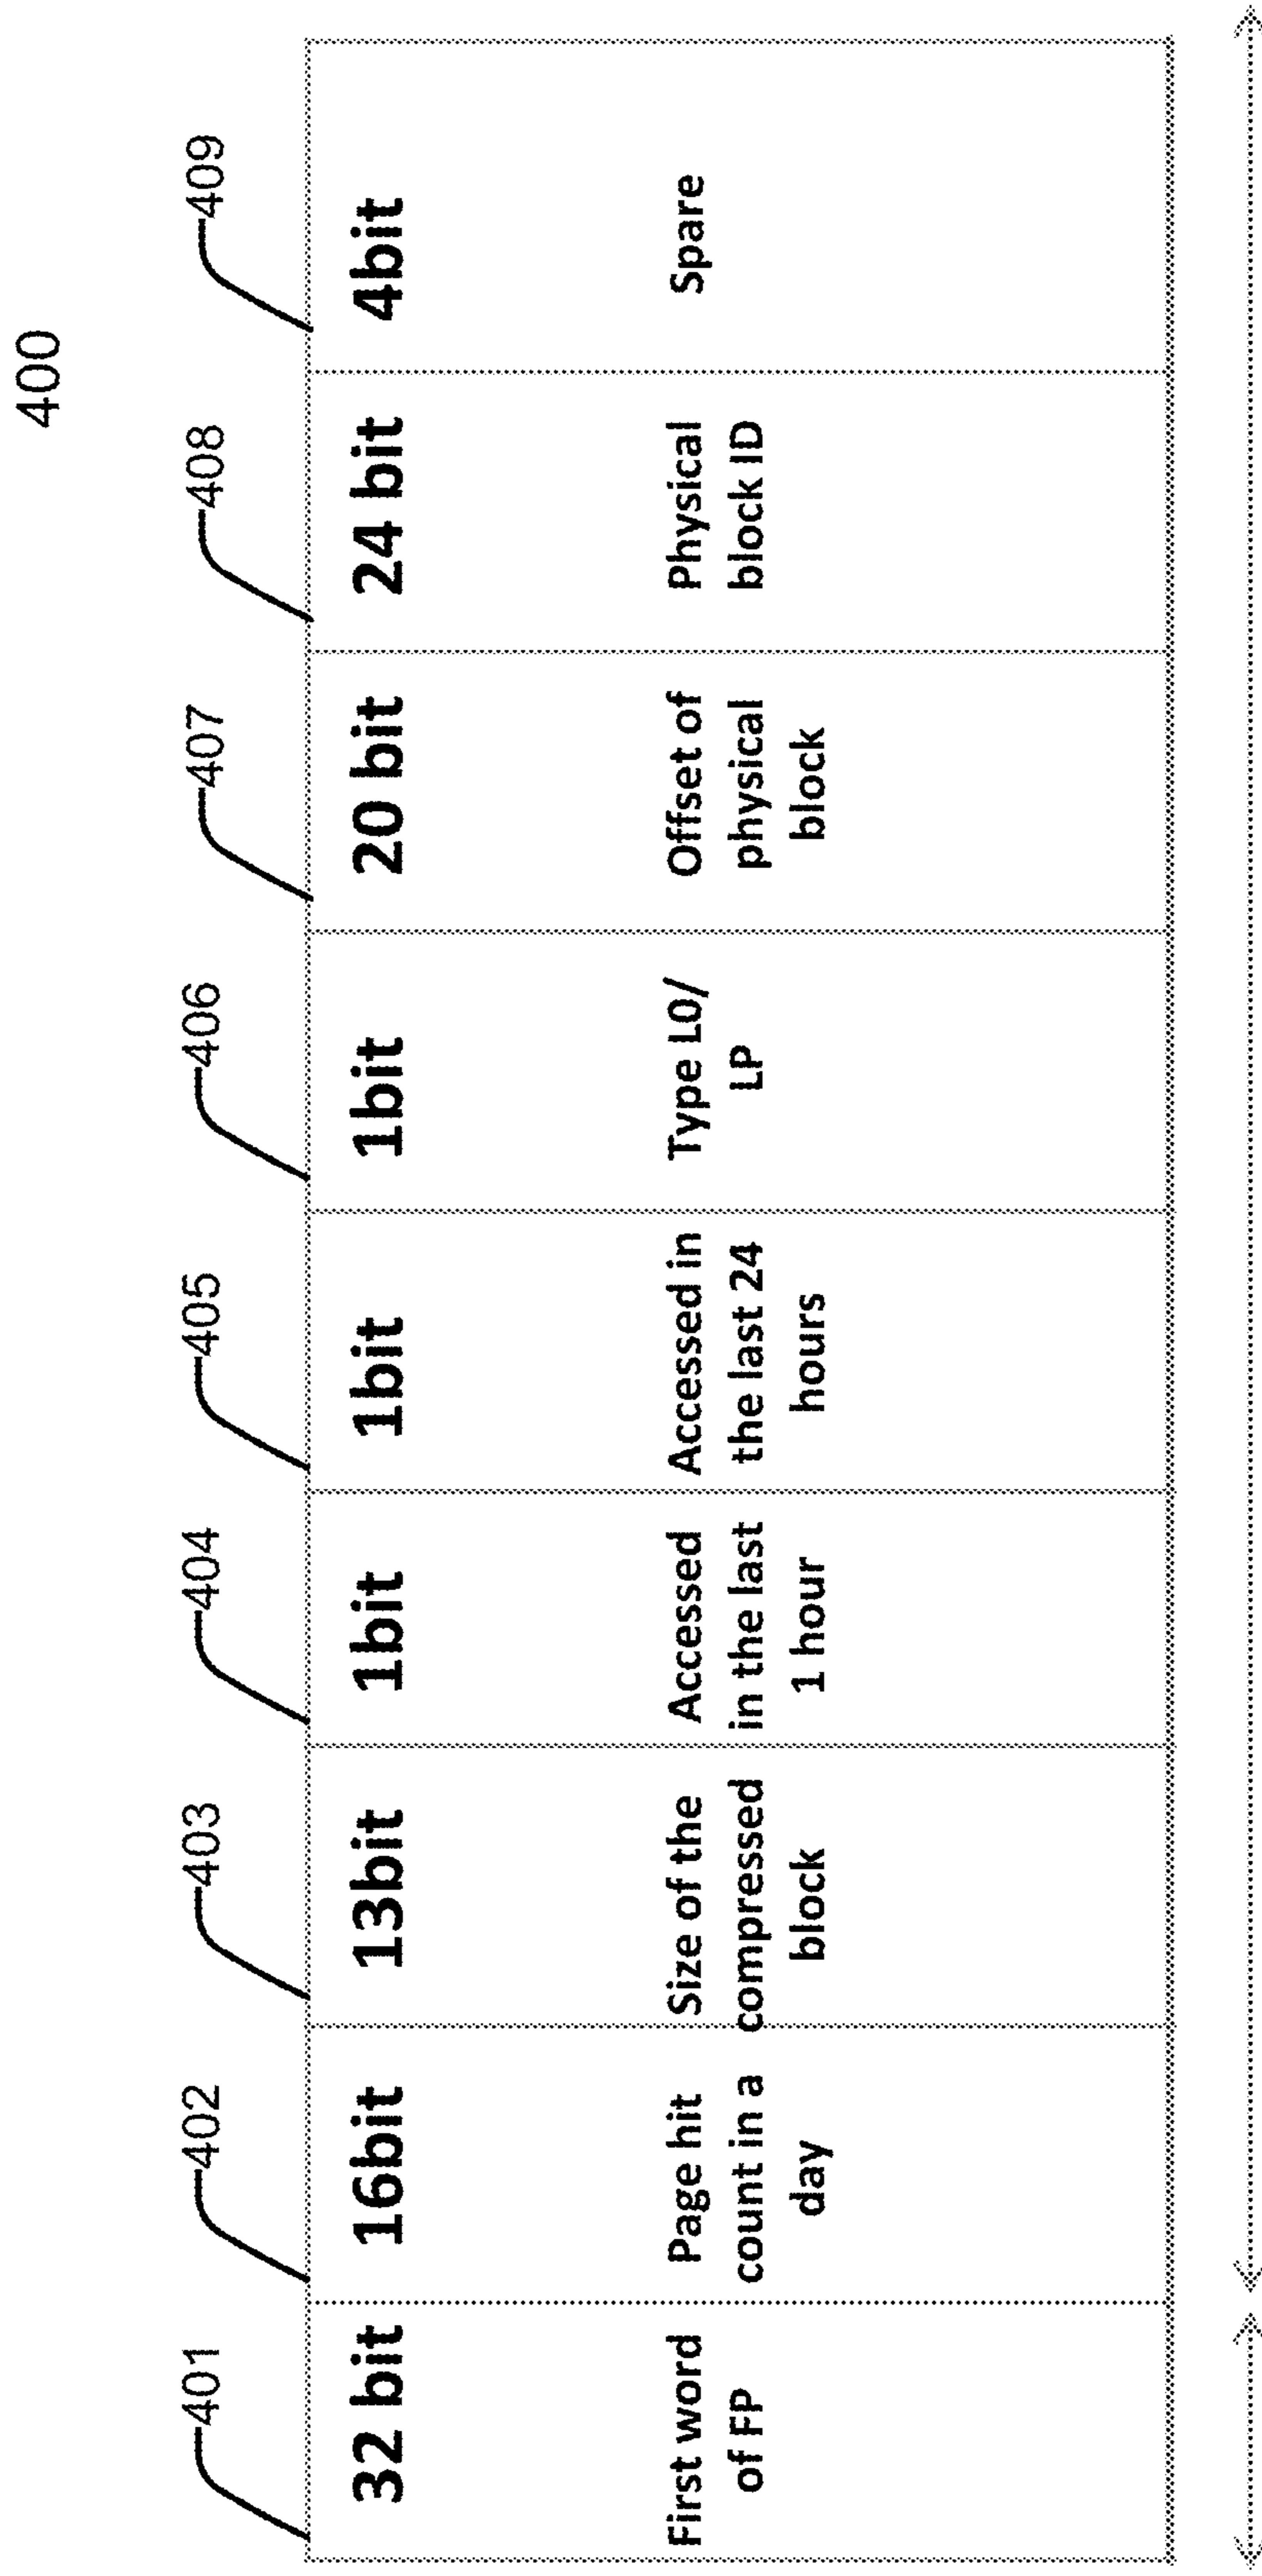 400
401
402
403
404
405
406
407
408
409
32 bit
16bit
13bit
1bit
1bit
1bit
20 bit
24 bit
4bit
First word
of FP
Page hit
count in a
day
Size of the
compressed
block
Accessed
in the last
1 hour
Accessed in
the last 24
hours
Type L0/
LP
Offset of
physical
block
Physical
block ID
Spare